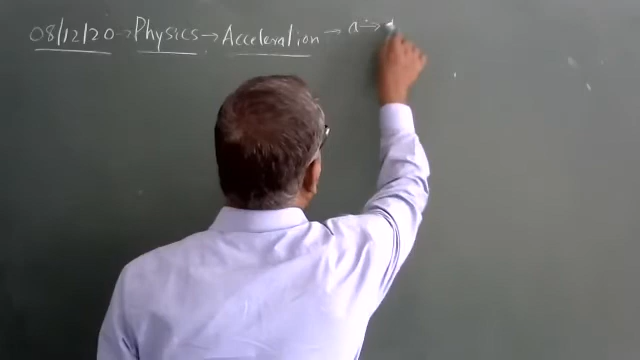 08/12/20 → Physics → Acceleration → a →